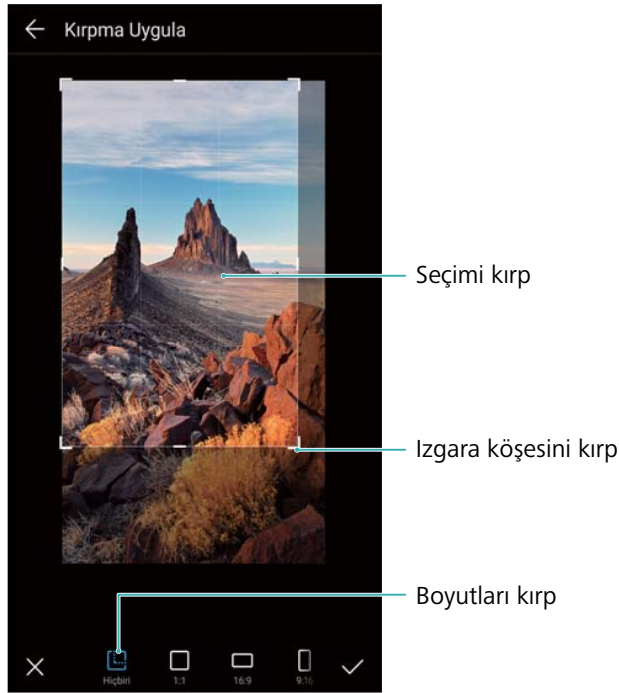 Kırpma Uygula
Seçimi kırp
Izgara köşesini kırp
Boyutları kırp
Hiçbiri
1:1
16:9
9:16